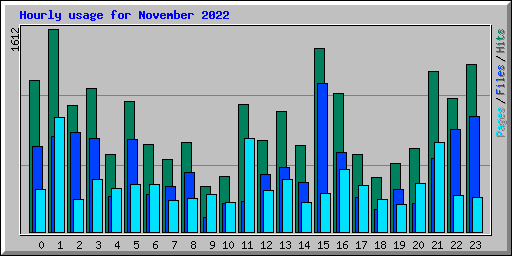 Hourly usage for November 2022
1612
Pages/Files/Hits
0 1 2 3 4 5 6 7 8 9 10 11 12 13 14 15 16 17 18 19 20 21 22 23